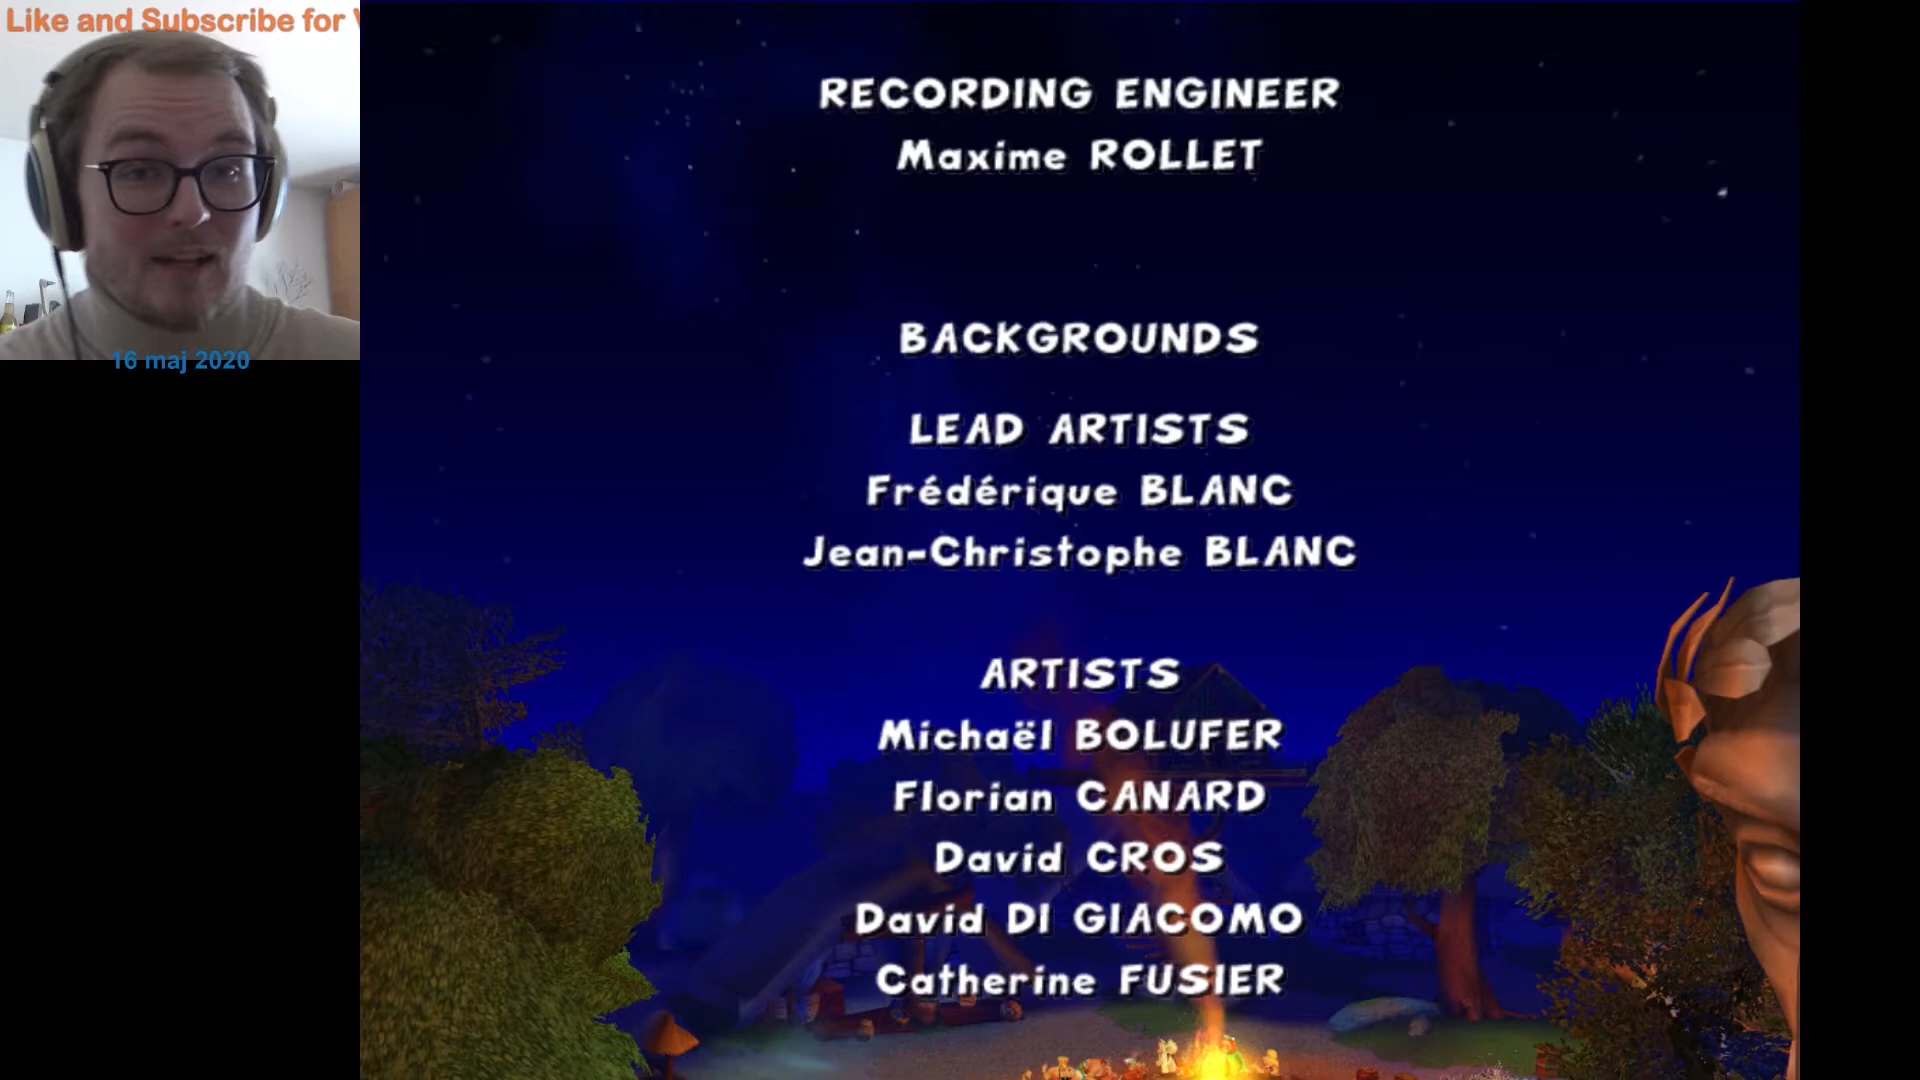 Like and Subscribe for
16 maj 2020
RECORDING ENGINEER
Maxime ROLLET
BACKGROUNDS
LEAD ARTISTS
Frédérique BLANC
Jean-Christophe BLANC
ARTISTS
Michaël BOLUFER
Florian CANARD
David CROS
David DI GIACOMO
Catherine FUSIER